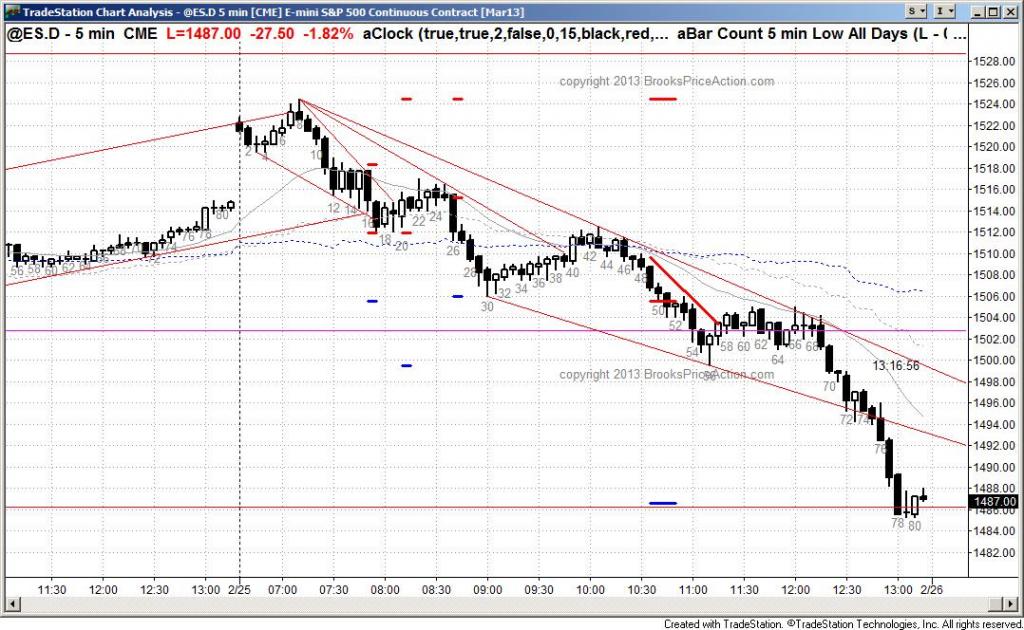 TradeStation Chart Analysis - @ES.D 5 min [CME] E-mini S&P 500 Continuous Contract [Mar13]
S I
@ES.D - 5 min CME L=1487.00 -27.50 -1.82% aClock (true,true,2,false,0,15,black,red,... aBar Count 5 min Low All Days (L - ( ...
copyright 2013 BrooksPriceAction.com
1528.00
1526.00
1524.00
1522.00
1520.00
1518.00
1516.00
1514.00
1512.00
1510.00
1508.00
1506.00
1504.00
1502.00
1500.00
1498.00
1496.00
1494.00
1492.00
1490.00
1488.00
1487.00
1486.00
1484.00
1482.00
56 58 60 62 64 74 76 78 80
2 4 6 10 12 14 16 18 20 22 24 26 28 30 32 34 36 38 40 42 44 46 48 50 52 54 56 58 60 62 64 66 68 70 72 74 76 78 80
13:16:56
copyright 2013 BrooksPriceAction.com
11:30 12:00 12:30 13:00 2/25 07:00 07:30 08:00 08:30 09:00 09:30 10:00 10:30 11:00 11:30 12:00 12:30 13:00 2/26
Created with TradeStation. ©TradeStation Technologies, Inc. All rights reserved.